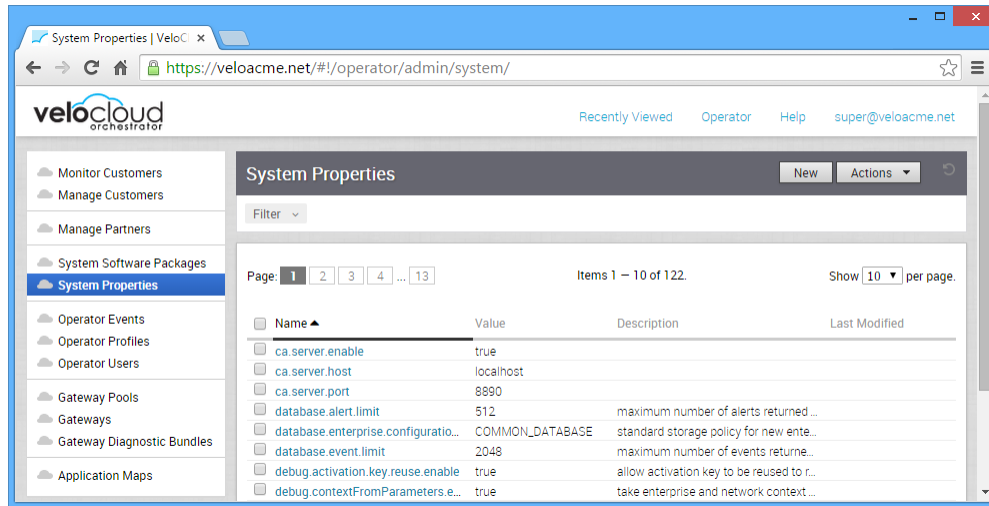 System Properties | VeloC
https://veloacme.net/#!/operator/admin/system/
velocloud
orchestrator
Recently Viewed Operator Help super@veloacme.net
Monitor Customers
Manage Customers
Manage Partners
System Software Packages
System Properties
Operator Events
Operator Profiles
Operator Users
Gateway Pools
Gateways
Gateway Diagnostic Bundles
Application Maps
System Properties New Actions
Filter
Page: 1 2 3 4 ... 13 Items 1 – 10 of 122. Show 10 per page.
Name Value Description Last Modified
ca.server.enable true
ca.server.host localhost
ca.server.port 8890
database.alert.limit 512 maximum number of alerts returned ...
database.enterprise.configuratio... COMMON_DATABASE standard storage policy for new ente...
database.event.limit 2048 maximum number of events returne...
debug.activation.key.reuse.enable true allow activation key to be reused to r...
debug.contextFromParameters.e... true take enterprise and network context ...